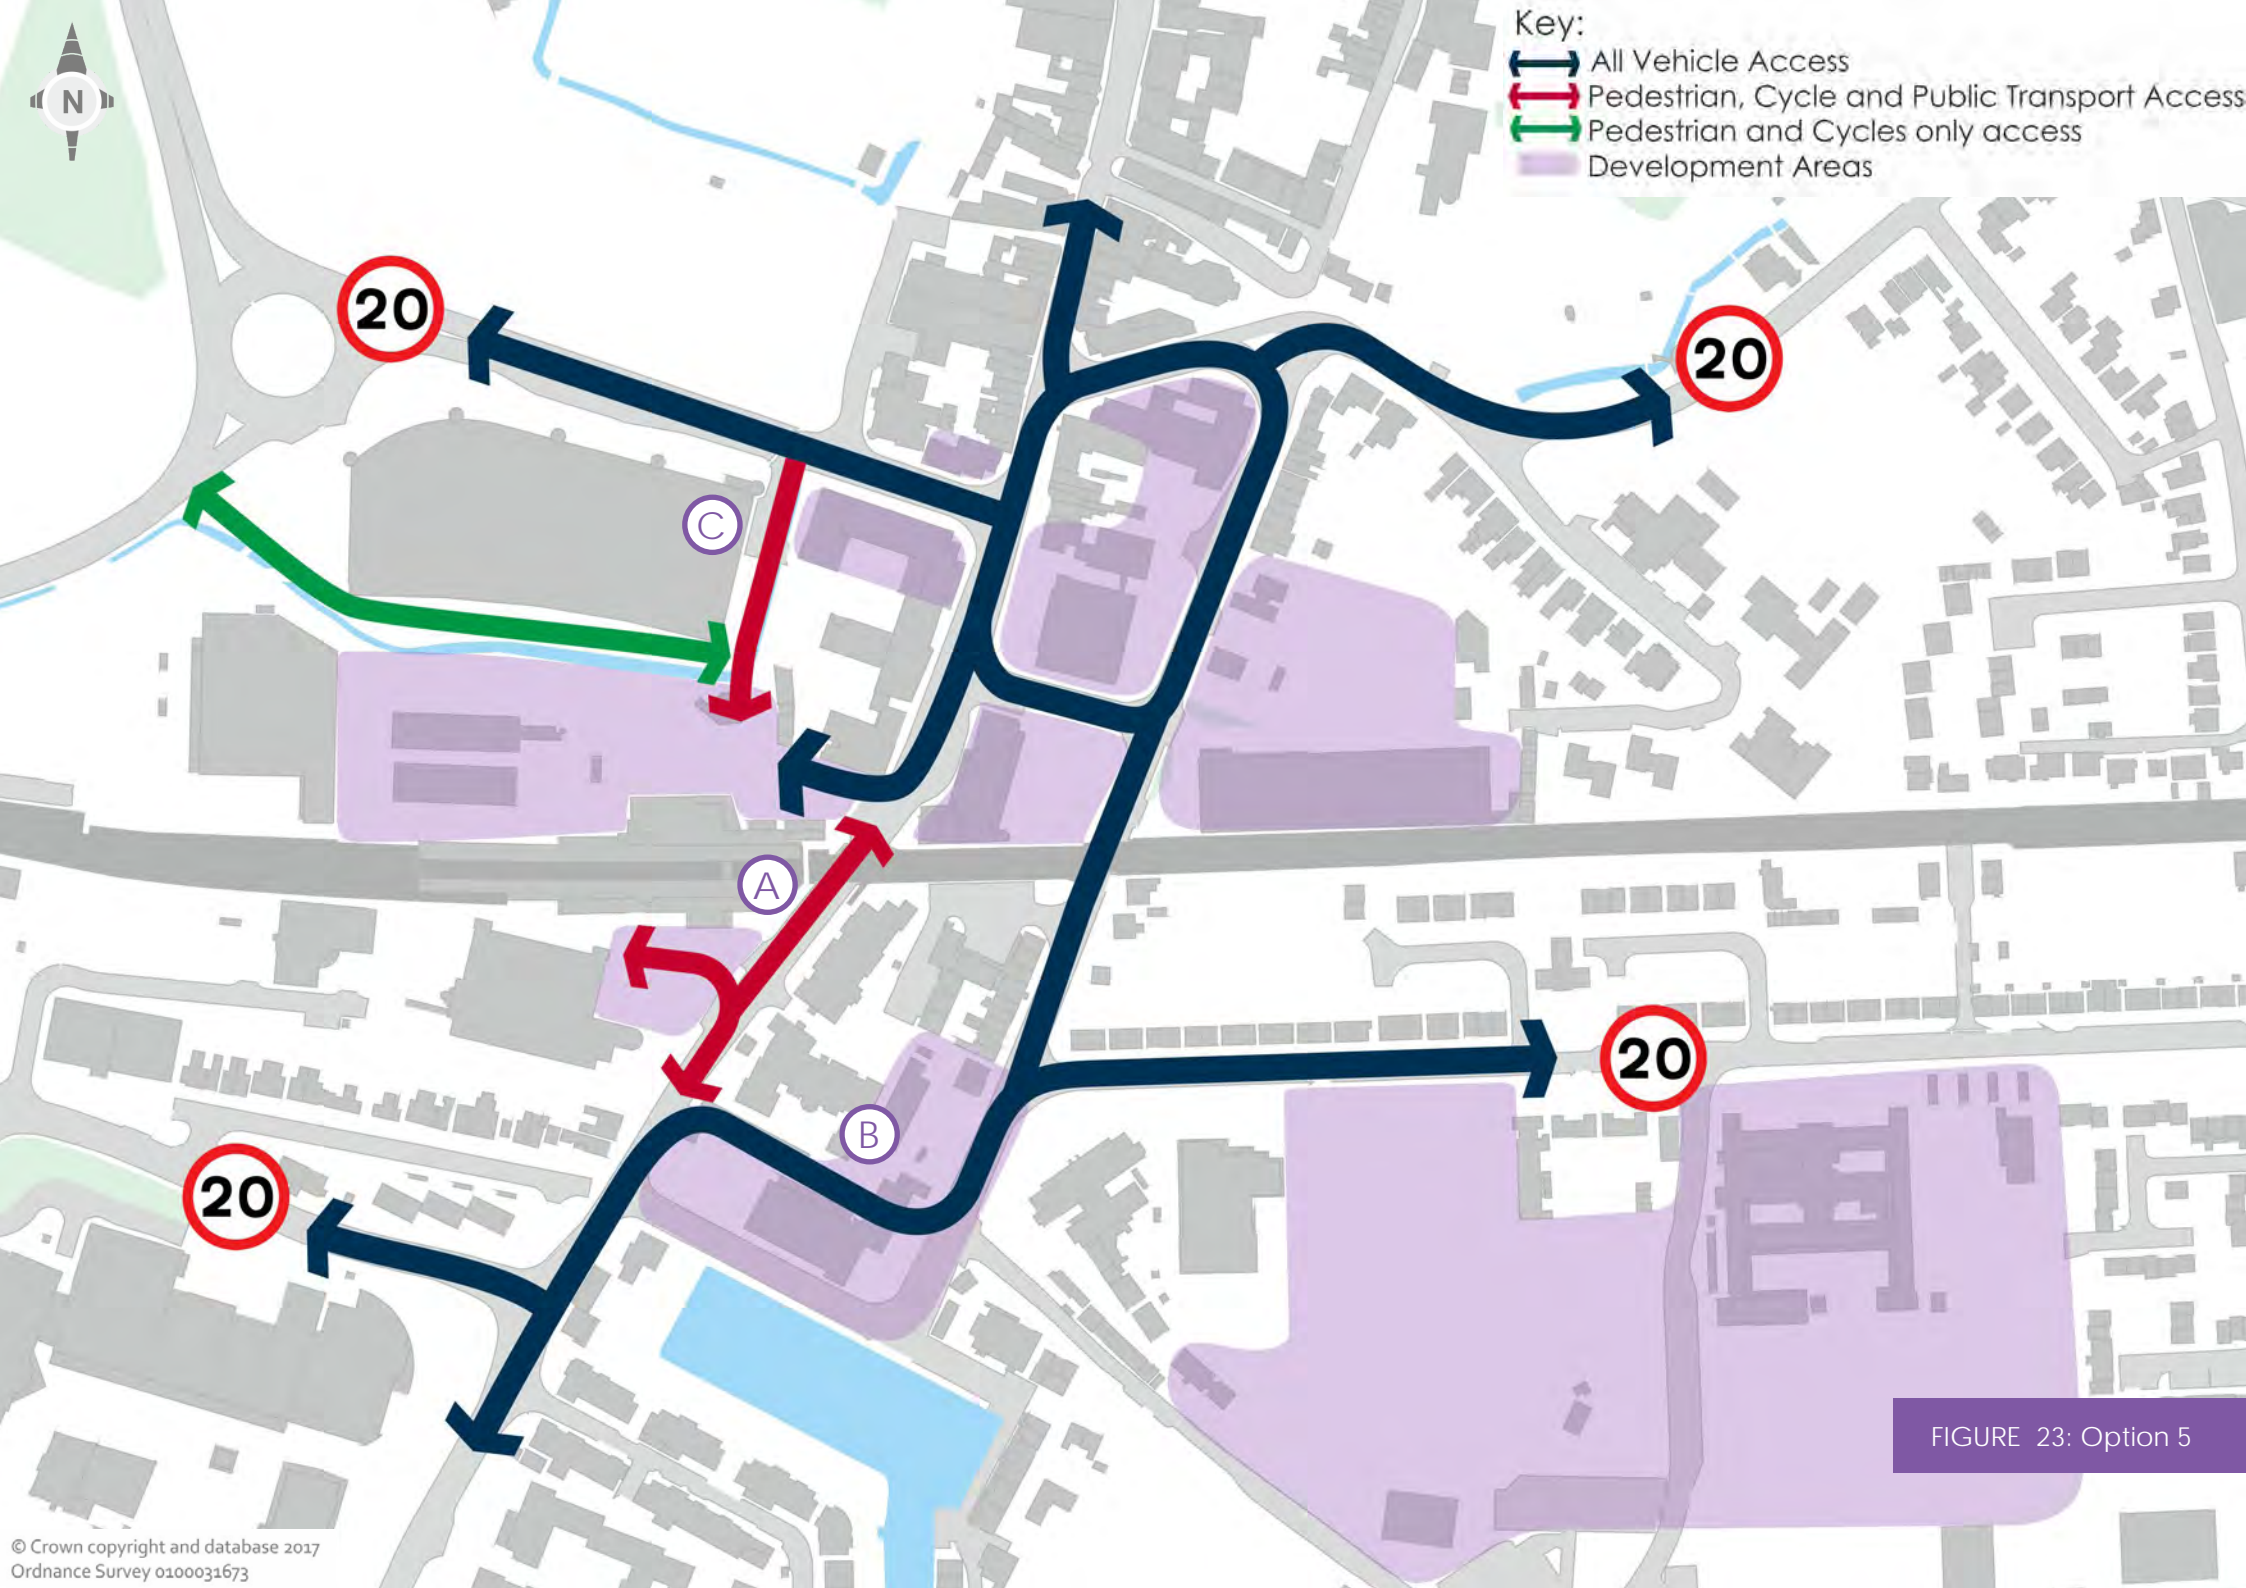 Key:
All Vehicle Access
Pedestrian, Cycle and Public Transport Access
Pedestrian and Cycles only access
Development Areas
N
20
20
C
A
20
B
20
FIGURE 23: Option 5
© Crown copyright and database 2017
Ordnance Survey 0100031673